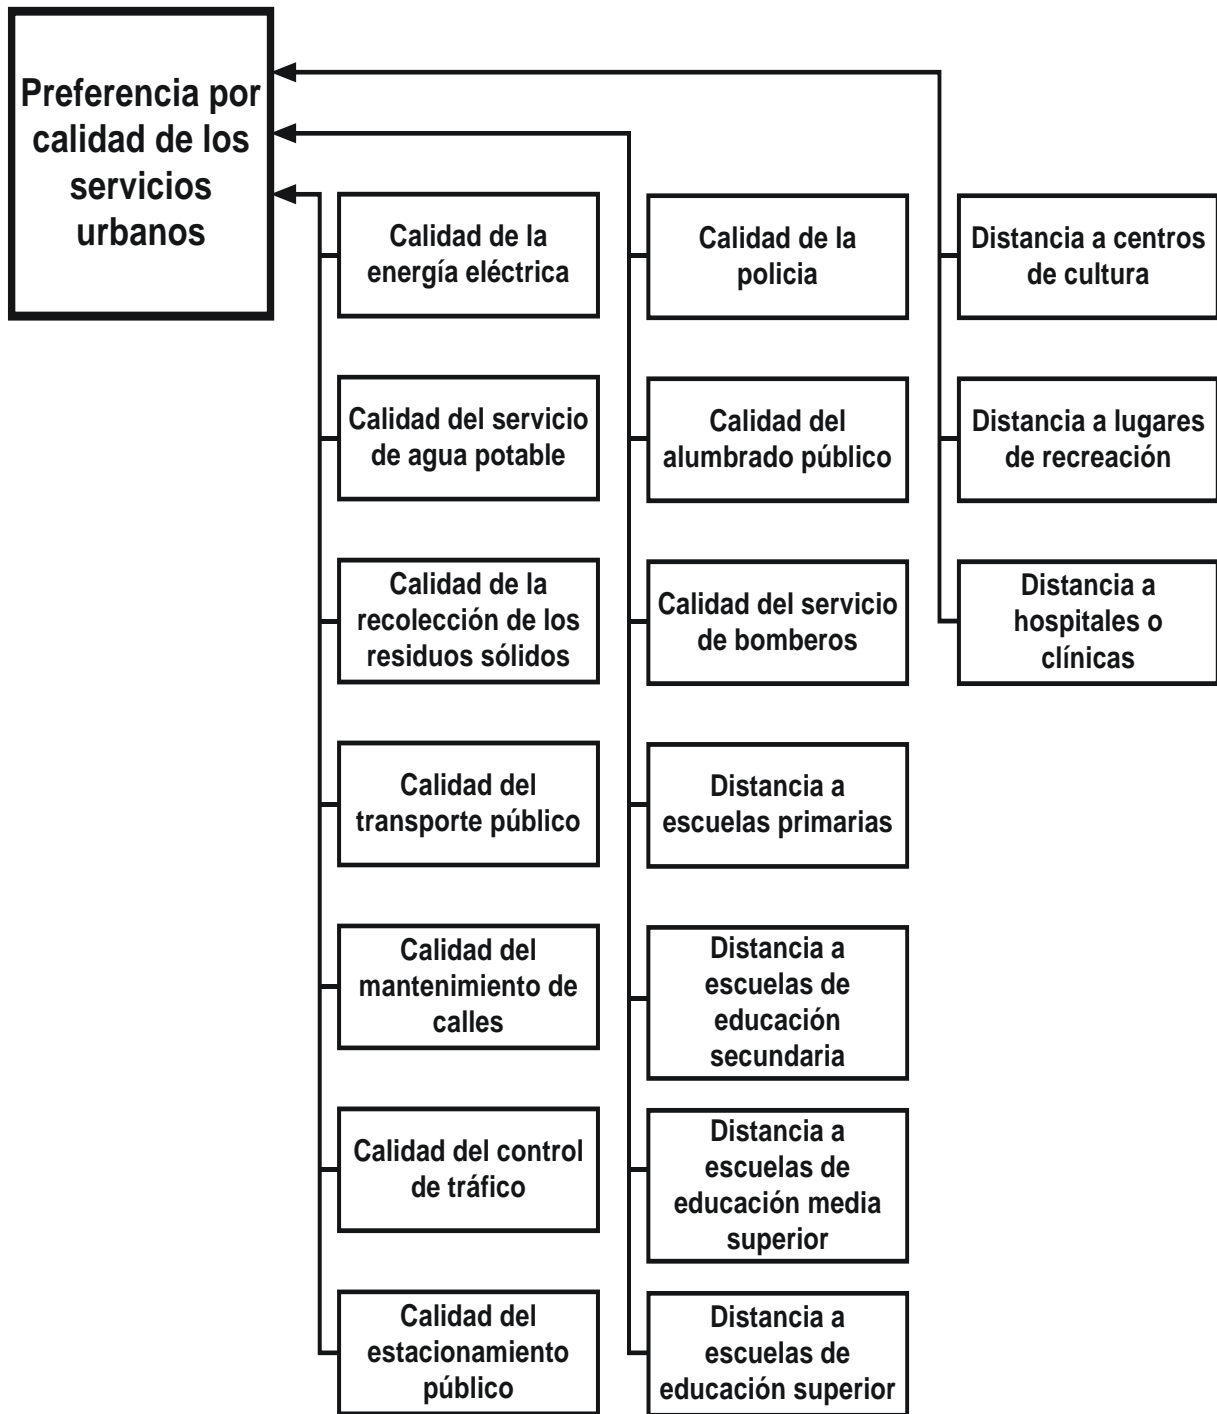 Preferencia por
calidad de los
servicios
urbanos
Calidad de la
energía eléctrica
Calidad del servicio
de agua potable
Calidad de la
recolección de los
residuos sólidos
Calidad del
transporte público
Calidad del
mantenimiento de
calles
Calidad del control
de tráfico
Calidad del
estacionamiento
público
Calidad de la
policia
Calidad del
alumbrado público
Calidad del servicio
de bomberos
Distancia a
escuelas primarias
Distancia a
escuelas de
educación
secundaria
Distancia a
escuelas de
educación media
superior
Distancia a
escuelas de
educación superior
Distancia a centros
de cultura
Distancia a lugares
de recreación
Distancia a
hospitales o
clínicas